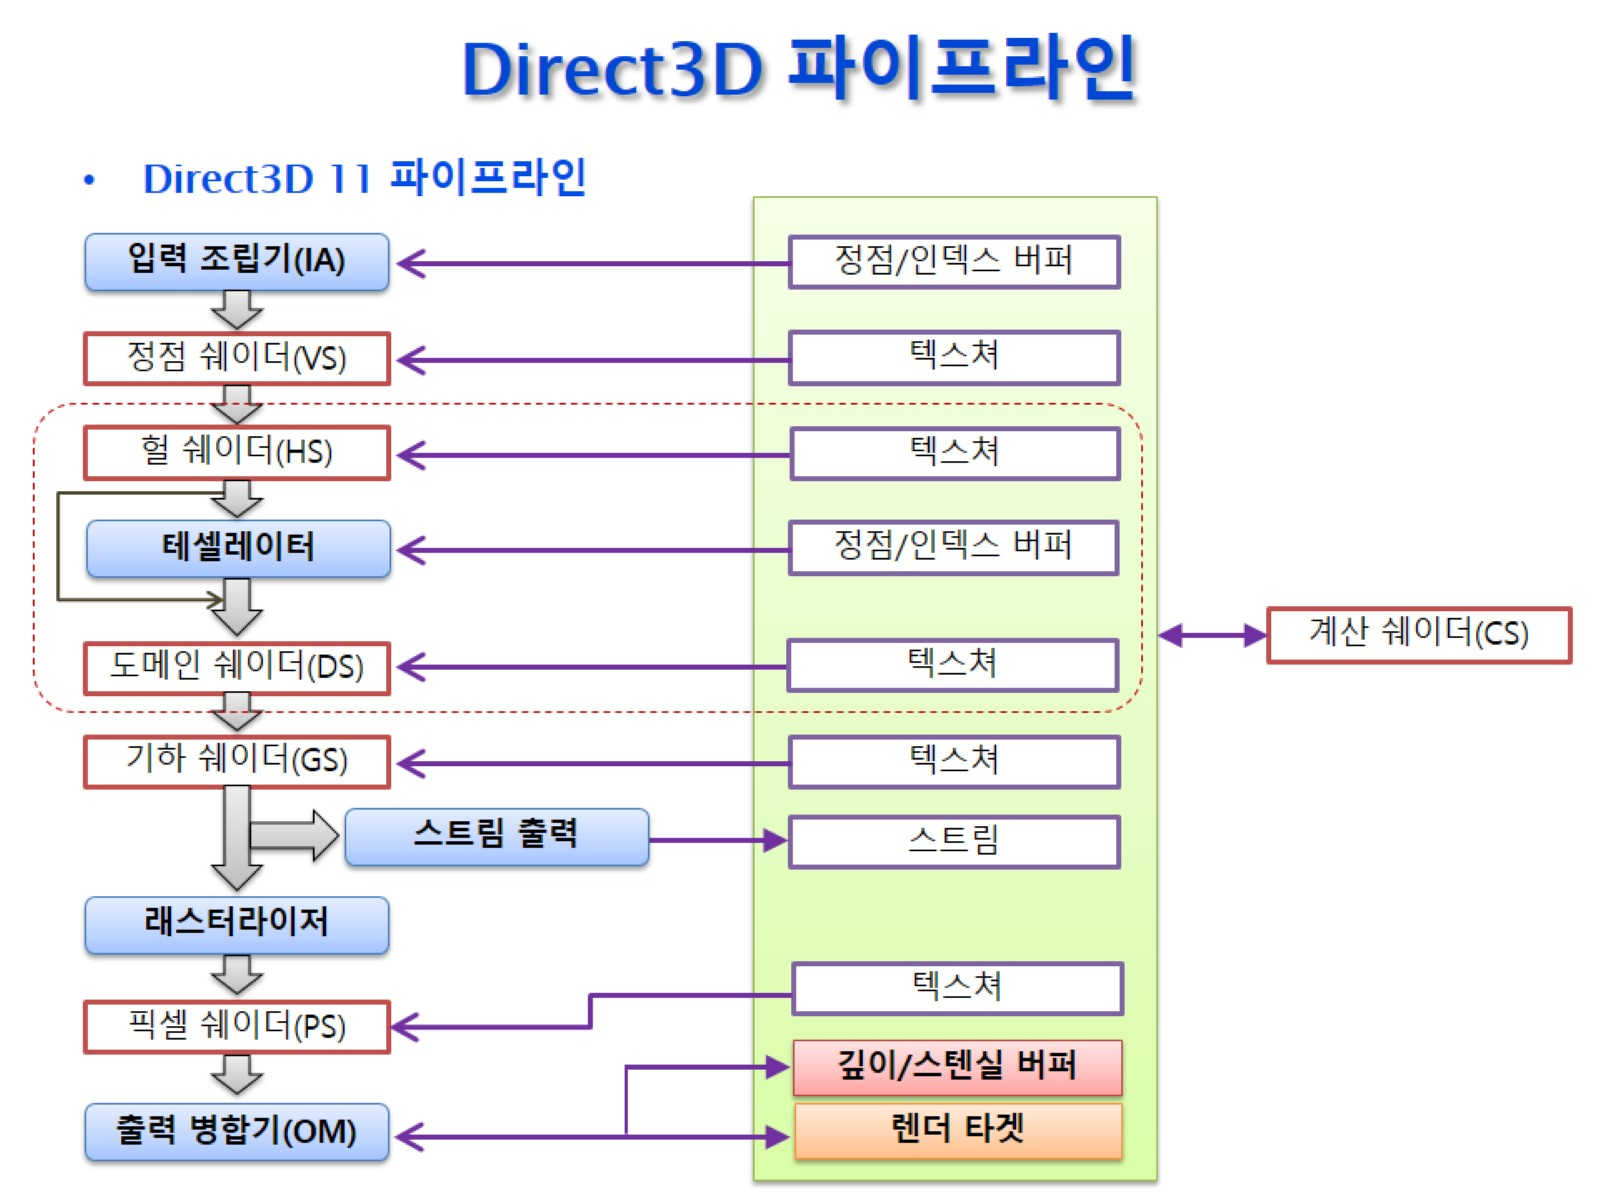 Direct3D 파이프라인
• Direct3D 11 파이프라인
입력 조립기(IA)
정점/인덱스 버퍼
정점 쉐이더(VS)
텍스쳐
헐 쉐이더(HS)
텍스쳐
테셀레이터
정점/인덱스 버퍼
계산 쉐이더(CS)
도메인 쉐이더(DS)
텍스쳐
기하 쉐이더(GS)
텍스쳐
스트림 출력
스트림
래스터라이저
텍스쳐
픽셀 쉐이더(PS)
깊이/스텐실 버퍼
출력 병합기(OM)
렌더 타겟